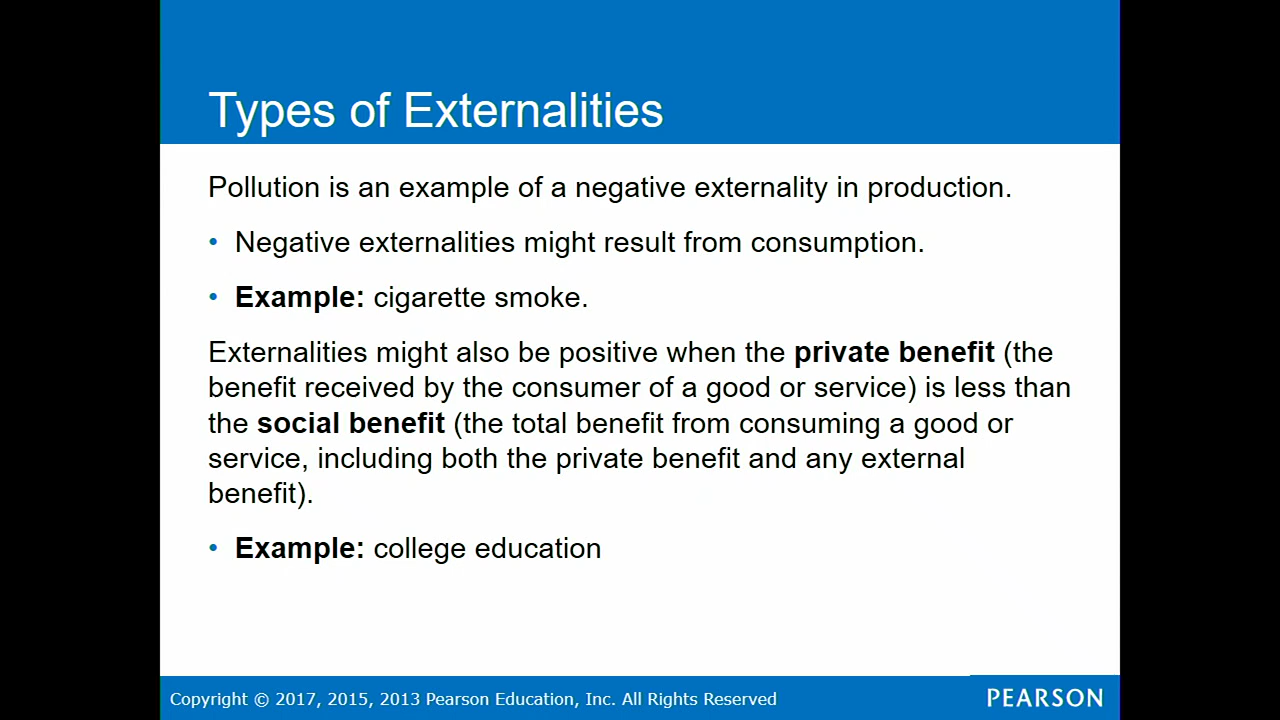 Types of Externalities
Pollution is an example of a negative externality in production.
• Negative externalities might result from consumption.
• Example: cigarette smoke.
Externalities might also be positive when the private benefit (the
benefit received by the consumer of a good or service) is less than
the social benefit (the total benefit from consuming a good or
service, including both the private benefit and any external
benefit).
• Example: college education
Copyright © 2017, 2015, 2013 Pearson Education, Inc. All Rights Reserved
PEARSON